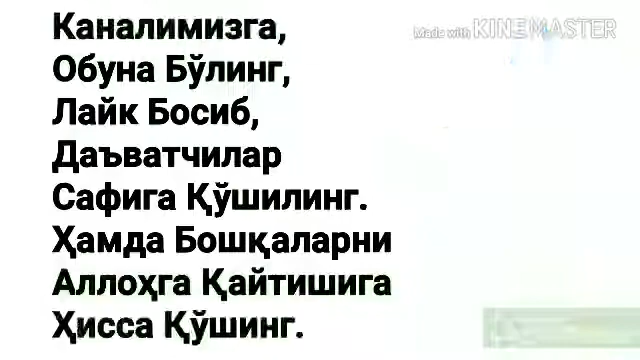 Каналимизга,
Made with KINEMASTER
Обуна Бўлинг,
Лайк Босиб,
Даъватчилар
Сафига Қўшилинг.
Ҳамда Бошқаларни
Аллоҳга Қайтишига
Ҳисса Қўшинг.